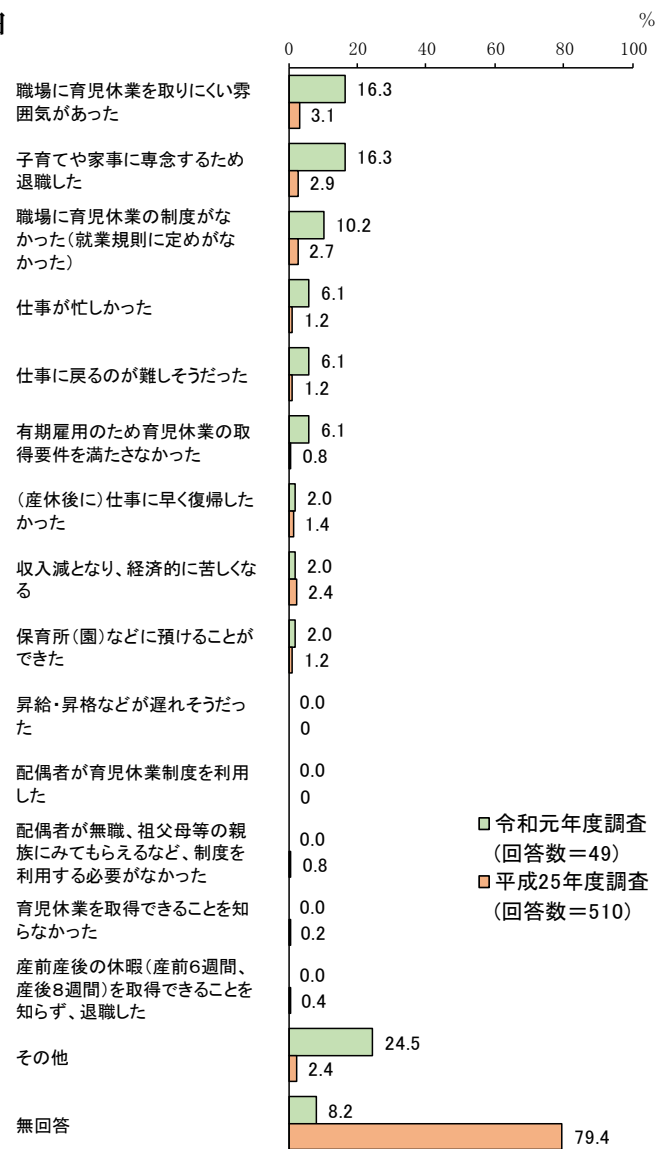 %
0 20 40 60 80 100
職場に育児休業を取りにくい雰
囲気があった
16.3
3.1
子育てや家事に専念するため
退職した
16.3
2.9
職場に育児休業の制度がな
かった(就業規則に定めがな
かった)
10.2
2.7
仕事が忙しかった
6.1
1.2
仕事に戻るのが難しそうだった
6.1
1.2
有期雇用のため育児休業の取
得要件を満たさなかった
6.1
0.8
(産休後に)仕事に早く復帰した
かった
2.0
1.4
収入減となり、経済的に苦しくな
る
2.0
2.4
保育所(園)などに預けることが
できた
2.0
1.2
昇給・昇格などが遅れそうだっ
た
0.0
0
配偶者が育児休業制度を利用
した
0.0
0
配偶者が無職、祖父母等の親
族にみてもらえるなど、制度を
利用する必要がなかった
0.0
0.8
育児休業を取得できることを知
らなかった
0.0
0.2
産前産後の休暇(産前6週間、
産後8週間)を取得できることを
知らず、退職した
0.0
0.4
その他
24.5
2.4
無回答
8.2
79.4
令和元年度調査
(回答数=49)
平成25年度調査
(回答数=510)